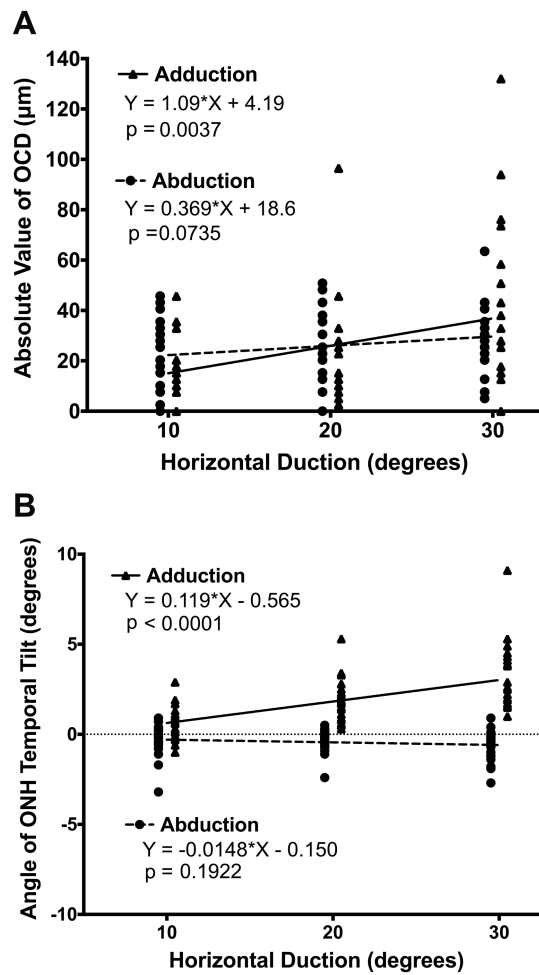 A
Absolute Value of OCD (µm)
140
120
100
80
60
40
20
0
Adduction
Y = 1.09*X + 4.19
p = 0.0037
Abduction
Y = 0.369*X + 18.6
p =0.0735
10
20
30
Horizontal Duction (degrees)
B
Angle of ONH Temporal Tilt (degrees)
10
5
0
-5
-10
Adduction
Y = 0.119*X - 0.565
p < 0.0001
Abduction
Y = -0.0148*X - 0.150
p = 0.1922
10
20
30
Horizontal Duction (degrees)